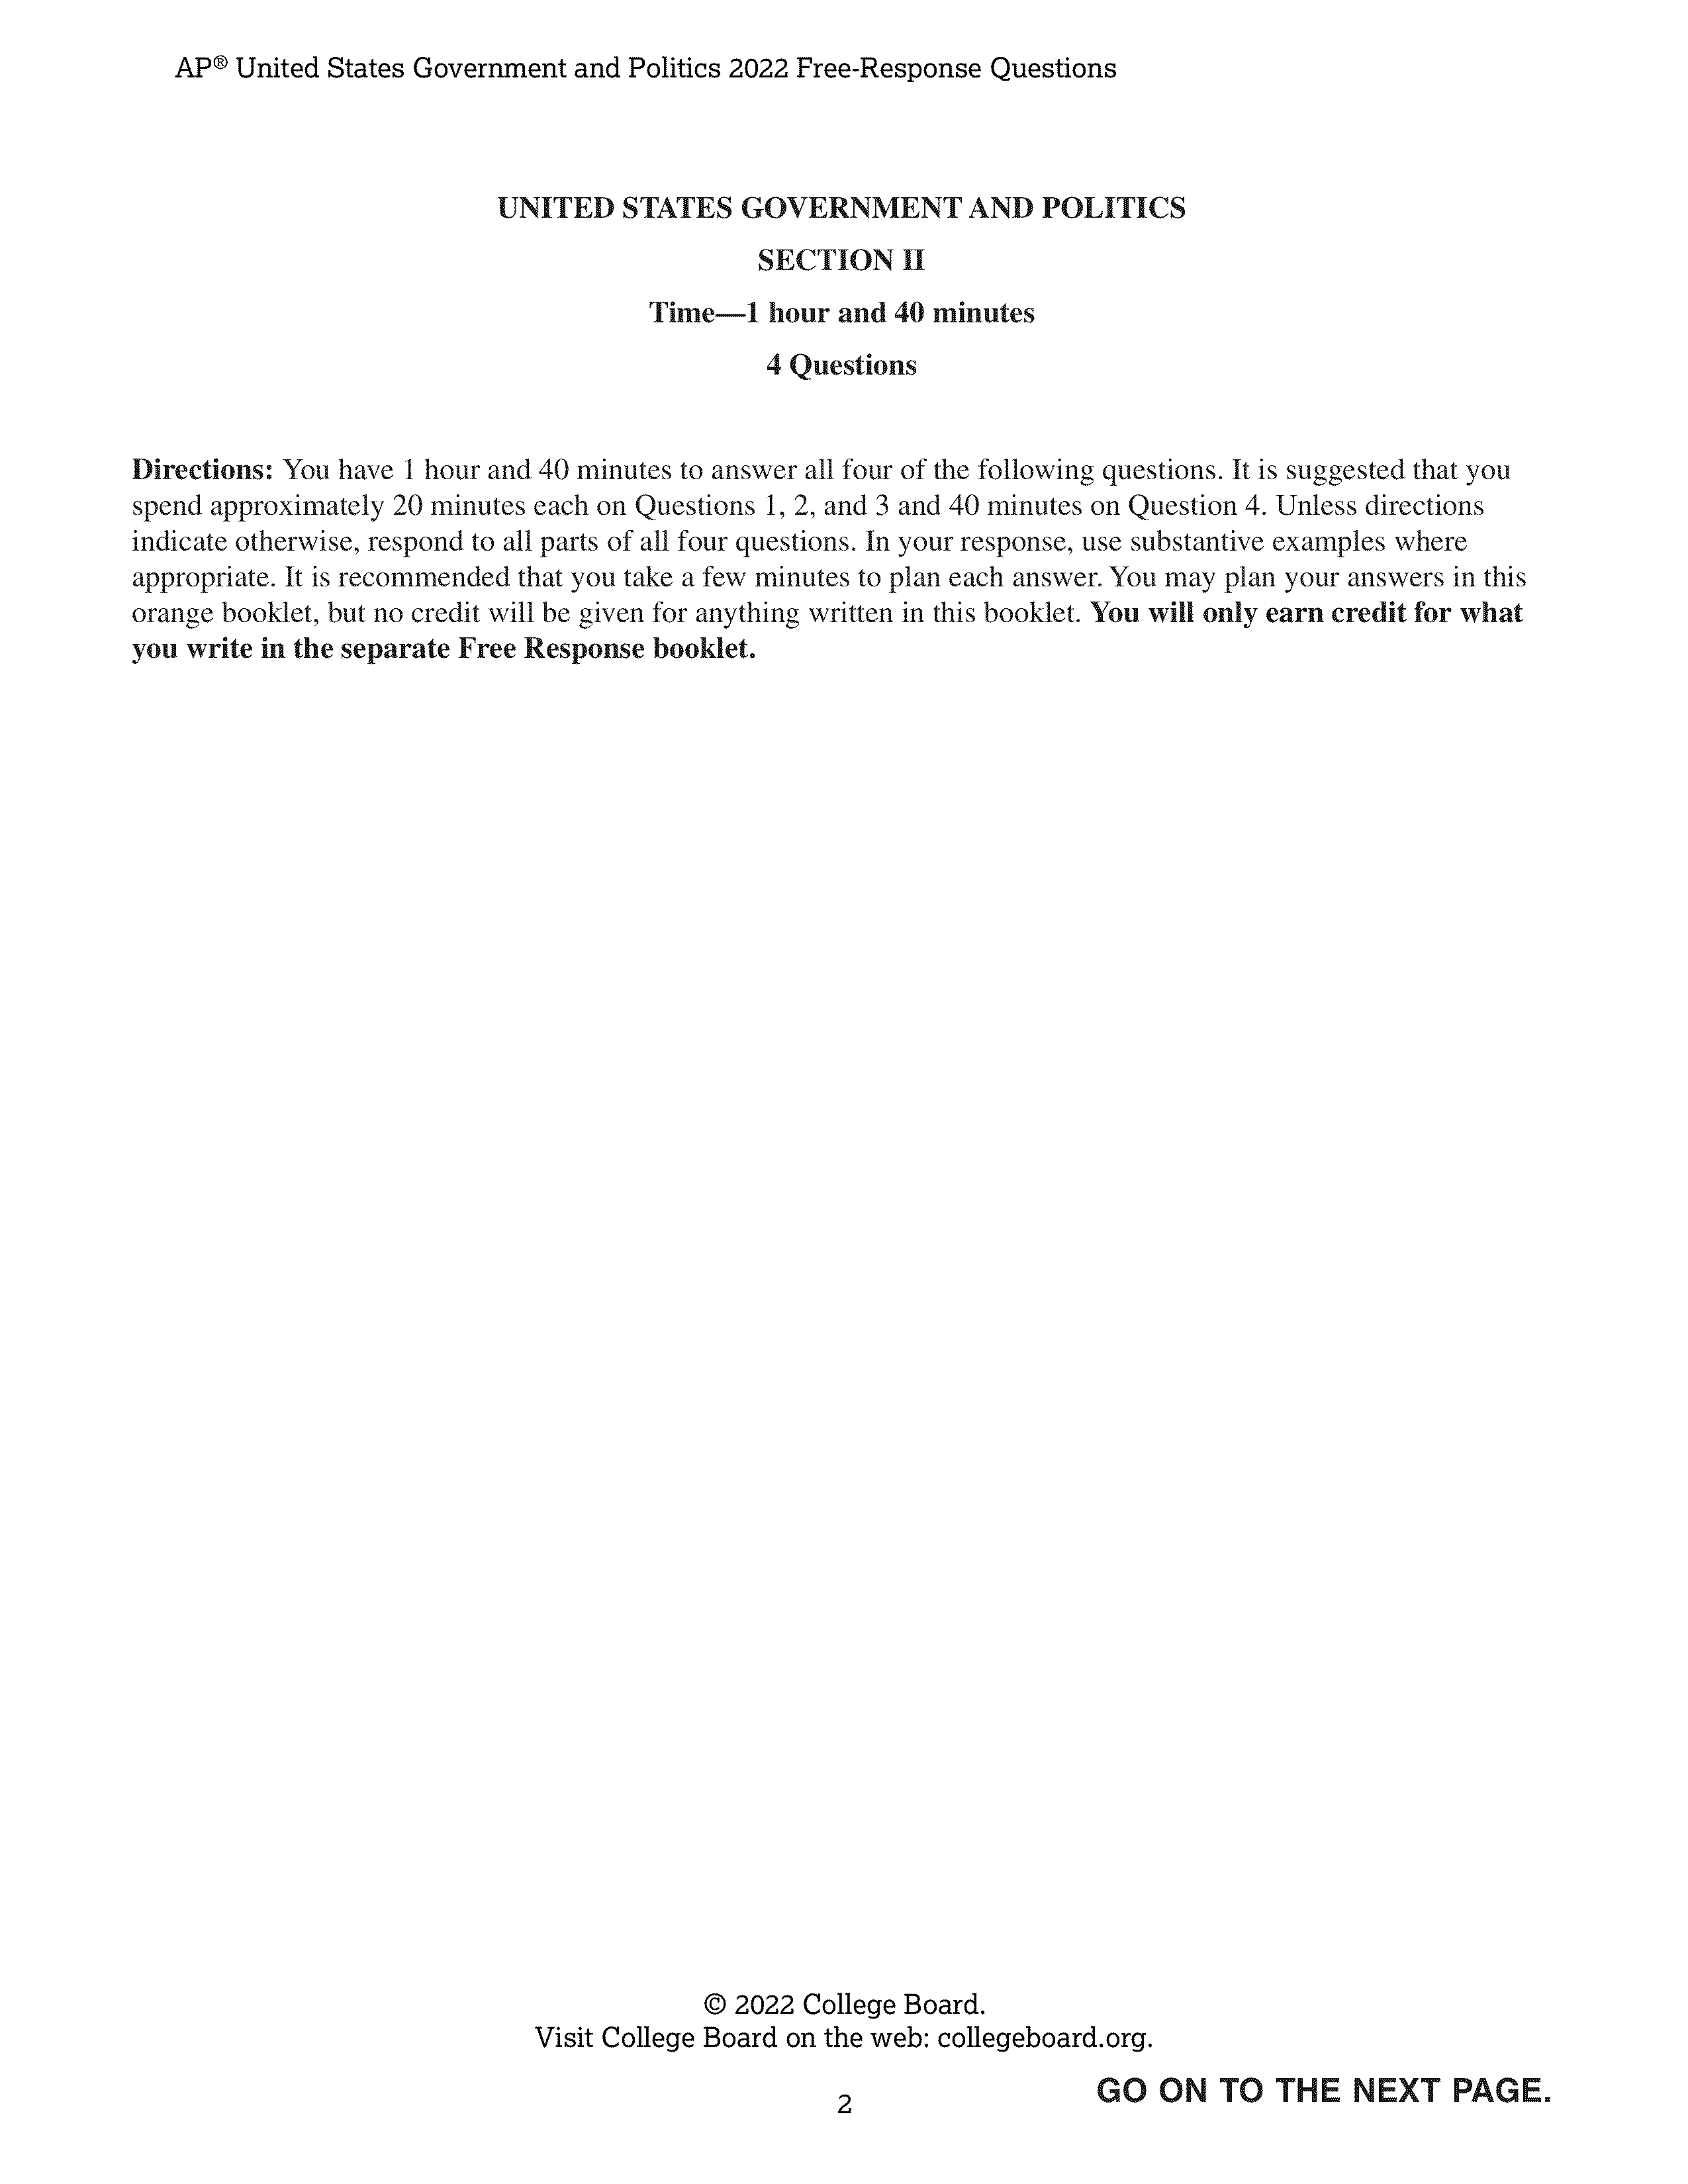 AP® United States Government and Politics 2022 Free-Response Questions
UNITED STATES GOVERNMENT AND POLITICS
SECTION II
Time—1 hour and 40 minutes
4 Questions
Directions: You have 1 hour and 40 minutes to answer all four of the following questions. It is suggested that you
spend approximately 20 minutes each on Questions 1, 2, and 3 and 40 minutes on Question 4. Unless directions
indicate otherwise, respond to all parts of all four questions. In your response, use substantive examples where
appropriate. It is recommended that you take a few minutes to plan each answer. You may plan your answers in this
orange booklet, but no credit will be given for anything written in this booklet. You will only earn credit for what
you write in the separate Free Response booklet.
© 2022 College Board.
Visit College Board on the web: collegeboard.org.
GO ON TO THE NEXT PAGE.
2